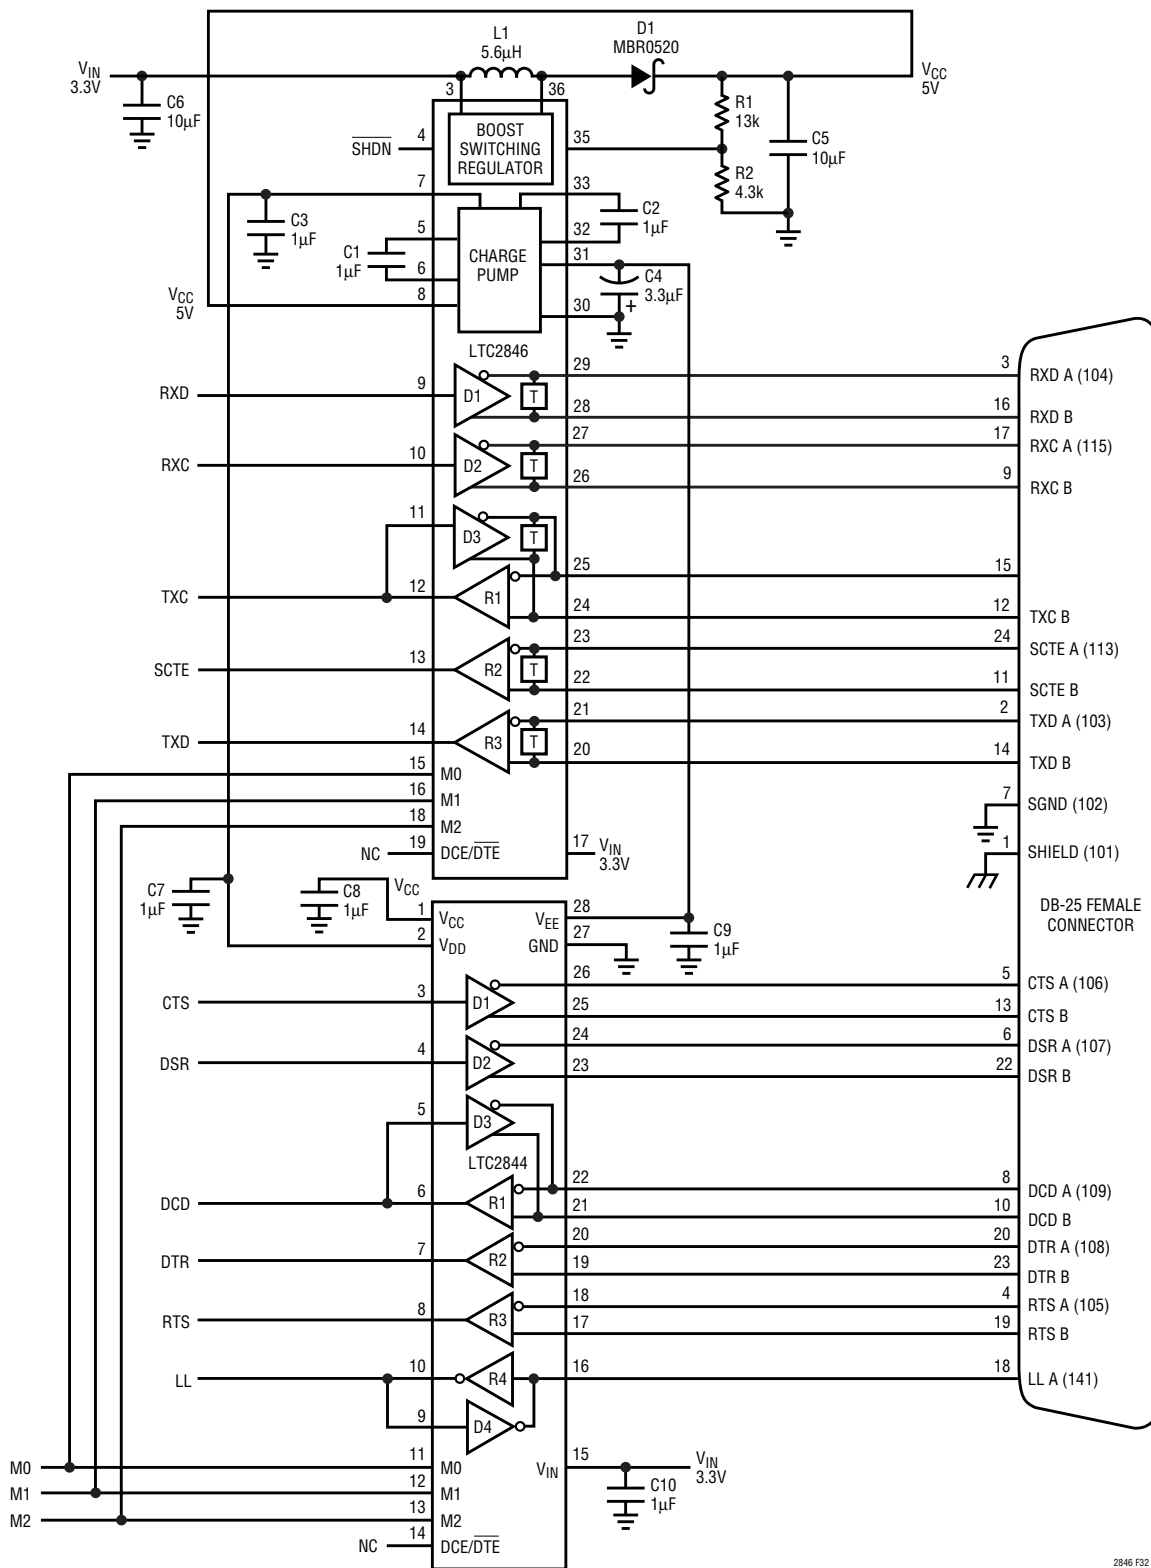 L1
5.6µH
D1
MBR0520
VIN
3.3V
C6
10µF
3
36
VCC
5V
R1
13k
C5
10µF
R2
4.3k
SHDN
4
BOOST
SWITCHING
REGULATOR
35
7
33
C3
1µF
C2
1µF
5
32
C1
1µF
CHARGE
PUMP
31
6
C4
3.3µF
+
VCC
5V
8
30
LTC2846
RXD
9
D1
T
29
3
RXD A (104)
28
16
RXD B
RXC
10
D2
T
27
17
RXC A (115)
26
9
RXC B
11
D3
T
25
15
TXC
12
R1
24
12
TXC B
SCTE
13
R2
T
23
24
SCTE A (113)
22
11
SCTE B
TXD
14
R3
T
21
2
TXD A (103)
20
14
TXD B
15
M0
16
M1
18
M2
NC
19
DCE/DTE
17
VIN
3.3V
7
SGND (102)
1
SHIELD (101)
DB-25 FEMALE
CONNECTOR
C7
1µF
C8
1µF
VCC
1
VCC
2
VDD
VEE
28
GND
27
C9
1µF
CTS
3
D1
26
5
CTS A (106)
25
13
CTS B
DSR
4
D2
24
6
DSR A (107)
23
22
DSR B
5
D3
LTC2844
DCD
6
R1
22
8
DCD A (109)
21
10
DCD B
DTR
7
R2
20
20
DTR A (108)
19
23
DTR B
RTS
8
R3
18
4
RTS A (105)
17
19
RTS B
LL
10
R4
16
18
LL A (141)
9
D4
M0
11
M0
VIN
15
VIN
3.3V
M1
12
M1
C10
1µF
M2
13
M2
NC
14
DCE/DTE
2846 F32